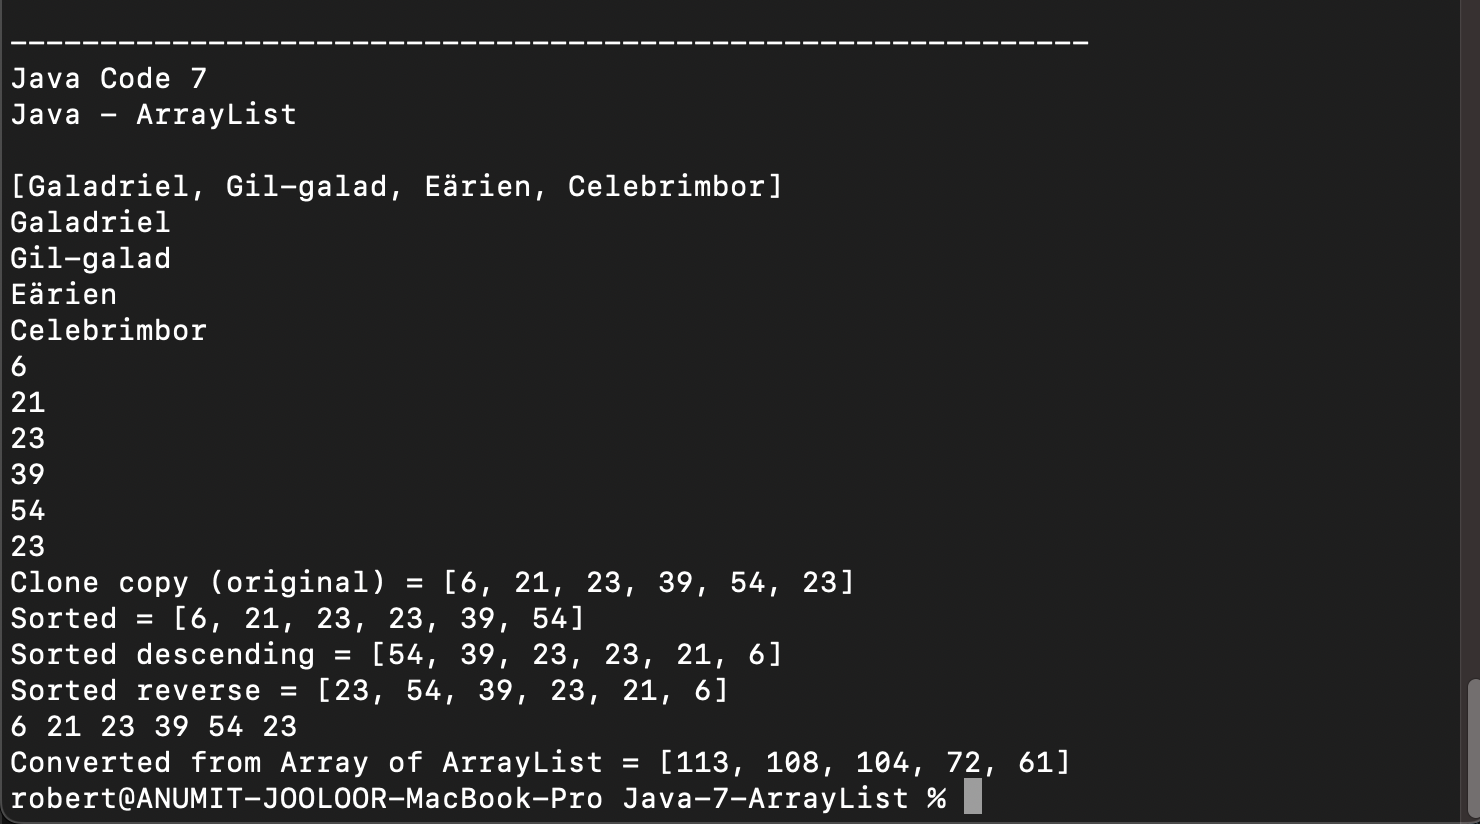 ------------------------------------------------------------
Java Code 7
Java - ArrayList
[Galadriel, Gil-galad, Eärien, Celebrimbor]
Galadriel
Gil-galad
Eärien
Celebrimbor
6
21
23
39
54
23
Clone copy (original) = [6, 21, 23, 39, 54, 23]
Sorted = [6, 21, 23, 23, 39, 54]
Sorted descending = [54, 39, 23, 23, 21, 6]
Sorted reverse = [23, 54, 39, 23, 21, 6]
6 21 23 39 54 23
Converted from Array of ArrayList = [113, 108, 104, 72, 61]
robert@ANUMIT-JOOLOOR-MacBook-Pro Java-7-ArrayList %